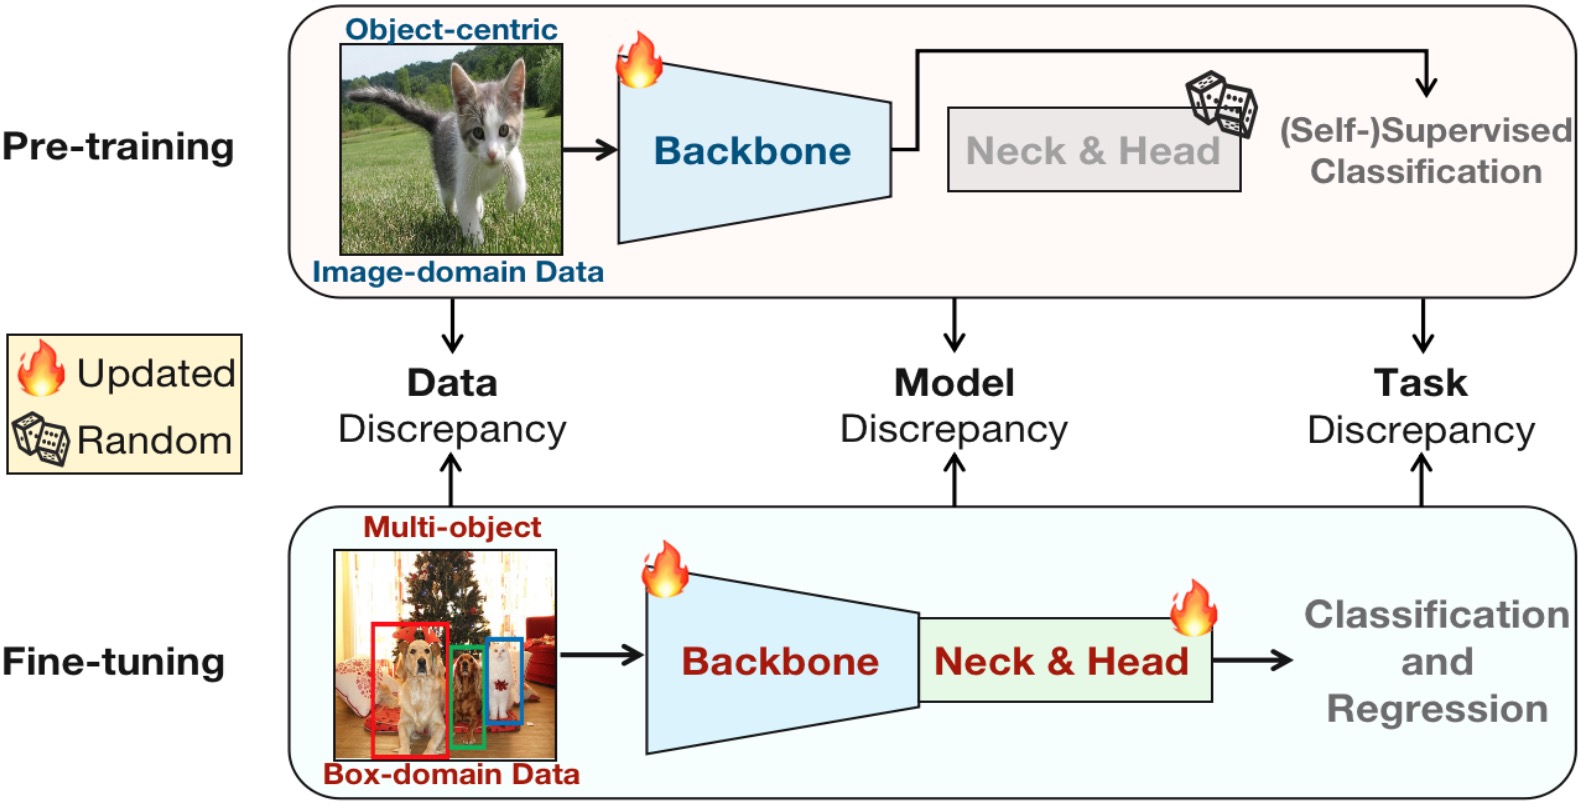 Pre-training
Object-centric
Image-domain Data
Backbone
Neck & Head
(Self-)Supervised
Classification
Updated
Random
Data
Discrepancy
Model
Discrepancy
Task
Discrepancy
Fine-tuning
Multi-object
Box-domain Data
Backbone
Neck & Head
Classification
and
Regression